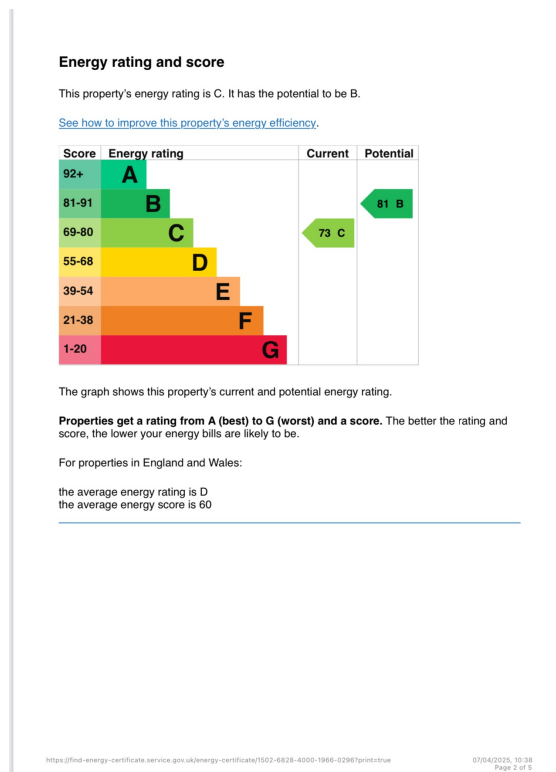 Energy rating and score
This property's energy rating is C. It has the potential to be B.
See how to improve this property's energy efficiency.
Score Energy rating Current Potential
92+ A
81-91 B 81 B
69-80 C 73 C
55-68 D
39-54 E
21-38 F
1-20 G
The graph shows this property's current and potential energy rating.
Properties get a rating from A (best) to G (worst) and a score. The better the rating and
score, the lower your energy bills are likely to be.
For properties in England and Wales:
the average energy rating is D
the average energy score is 60
https://find-energy-certificate.service.gov.uk/energy-certificate/1502-6828-4000-1966-0296?print=true 07/04/2025, 10:38
Page 2 of 5